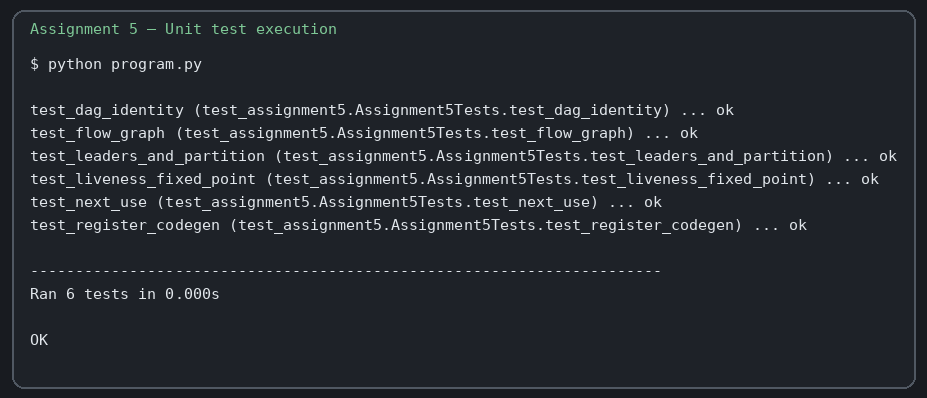 Assignment 5 — Unit test execution
$ python program.py
test_dag_identity (test_assignment5.Assignment5Tests.test_dag_identity) ... ok
test_flow_graph (test_assignment5.Assignment5Tests.test_flow_graph) ... ok
test_leaders_and_partition (test_assignment5.Assignment5Tests.test_leaders_and_partition) ... ok
test_liveness_fixed_point (test_assignment5.Assignment5Tests.test_liveness_fixed_point) ... ok
test_next_use (test_assignment5.Assignment5Tests.test_next_use) ... ok
test_register_codegen (test_assignment5.Assignment5Tests.test_register_codegen) ... ok
----------------------------------------------------------------------
Ran 6 tests in 0.000s
OK